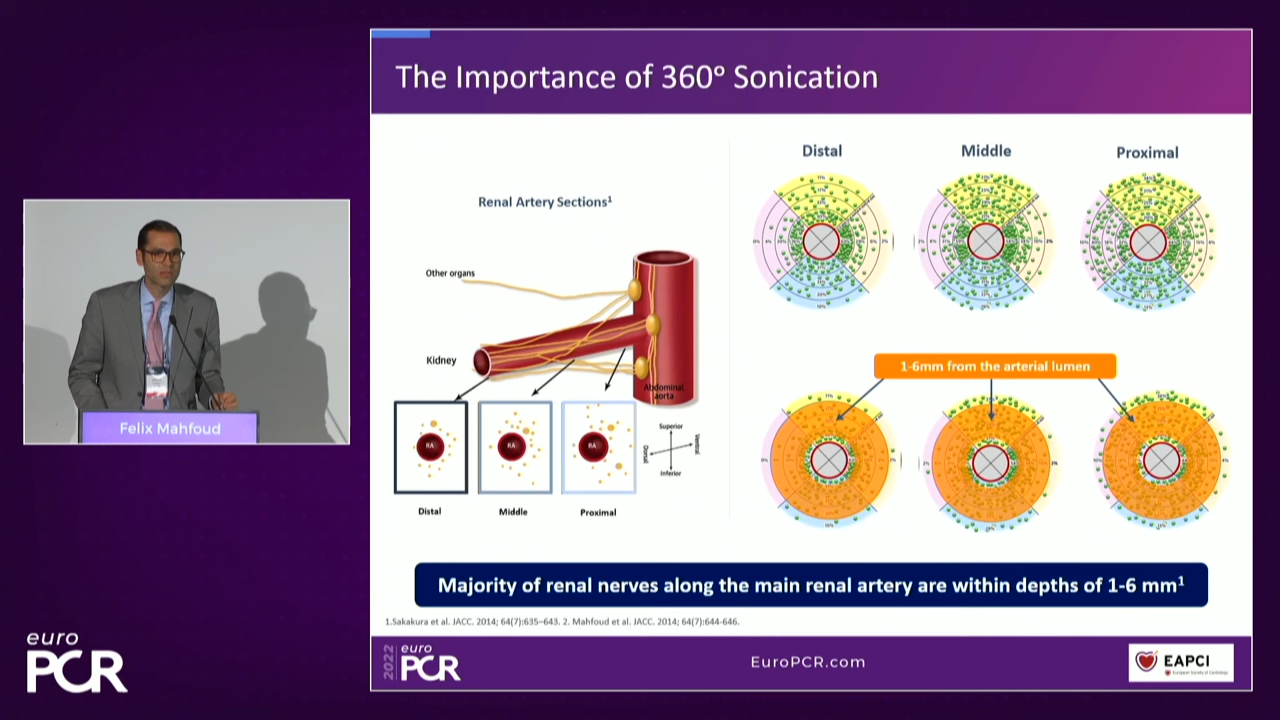 The Importance of 360° Sonication
Renal Artery Sections¹
Other organs
Kidney
Abdominal
aorta
RA
RA
RA
Superior
Dorsal
Ventral
Inferior
Distal
Middle
Proximal
Distal
Middle
Proximal
1-6mm from the arterial lumen
Majority of renal nerves along the main renal artery are within depths of 1-6 mm¹
1.Sakakura et al. JACC. 2014; 64(7):635–643. 2. Mahfoud et al. JACC. 2014; 64(7):644-646.
2022
euro
PCR
EuroPCR.com
EAPCI
Felix Mahfoud
euro
PCR